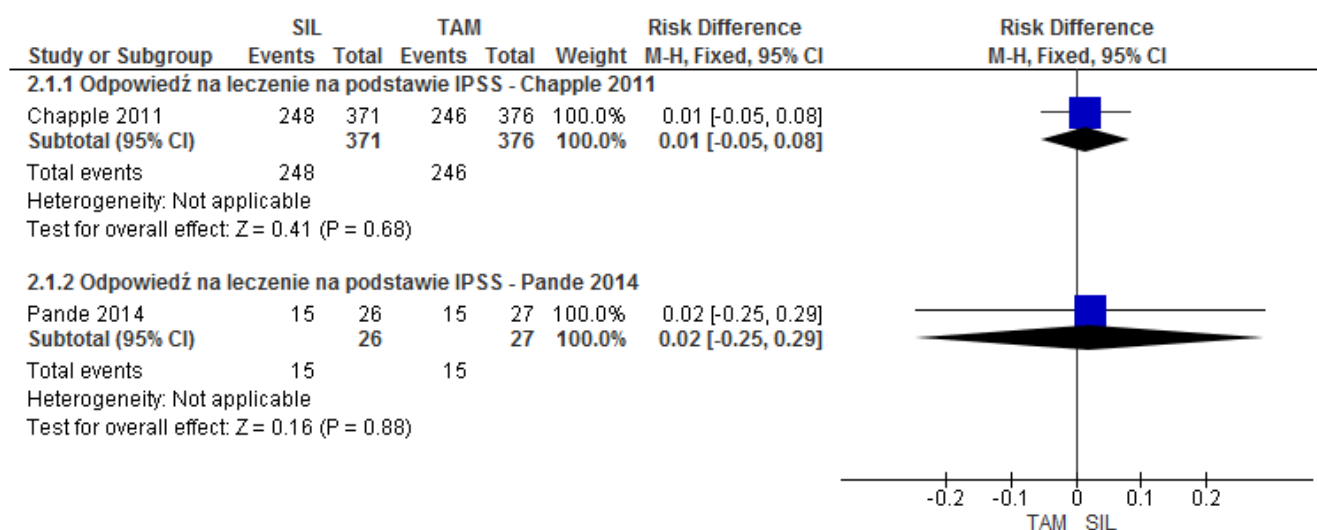 SIL TAM Risk Difference Risk Difference
Study or Subgroup Events Total Events Total Weight M-H, Fixed, 95% CI M-H, Fixed, 95% CI
2.1.1 Odpowiedź na leczenie na podstawie IPSS - Chapple 2011
Chapple 2011 248 371 246 376 100.0% 0.01 [-0.05, 0.08]
Subtotal (95% CI) 371 376 100.0% 0.01 [-0.05, 0.08]
Total events 248 246
Heterogeneity: Not applicable
Test for overall effect: Z = 0.41 (P = 0.68)
2.1.2 Odpowiedź na leczenie na podstawie IPSS - Pande 2014
Pande 2014 15 26 15 27 100.0% 0.02 [-0.25, 0.29]
Subtotal (95% CI) 26 27 100.0% 0.02 [-0.25, 0.29]
Total events 15 15
Heterogeneity: Not applicable
Test for overall effect: Z = 0.16 (P = 0.88)
-0.2 -0.1 0 0.1 0.2
TAM SIL